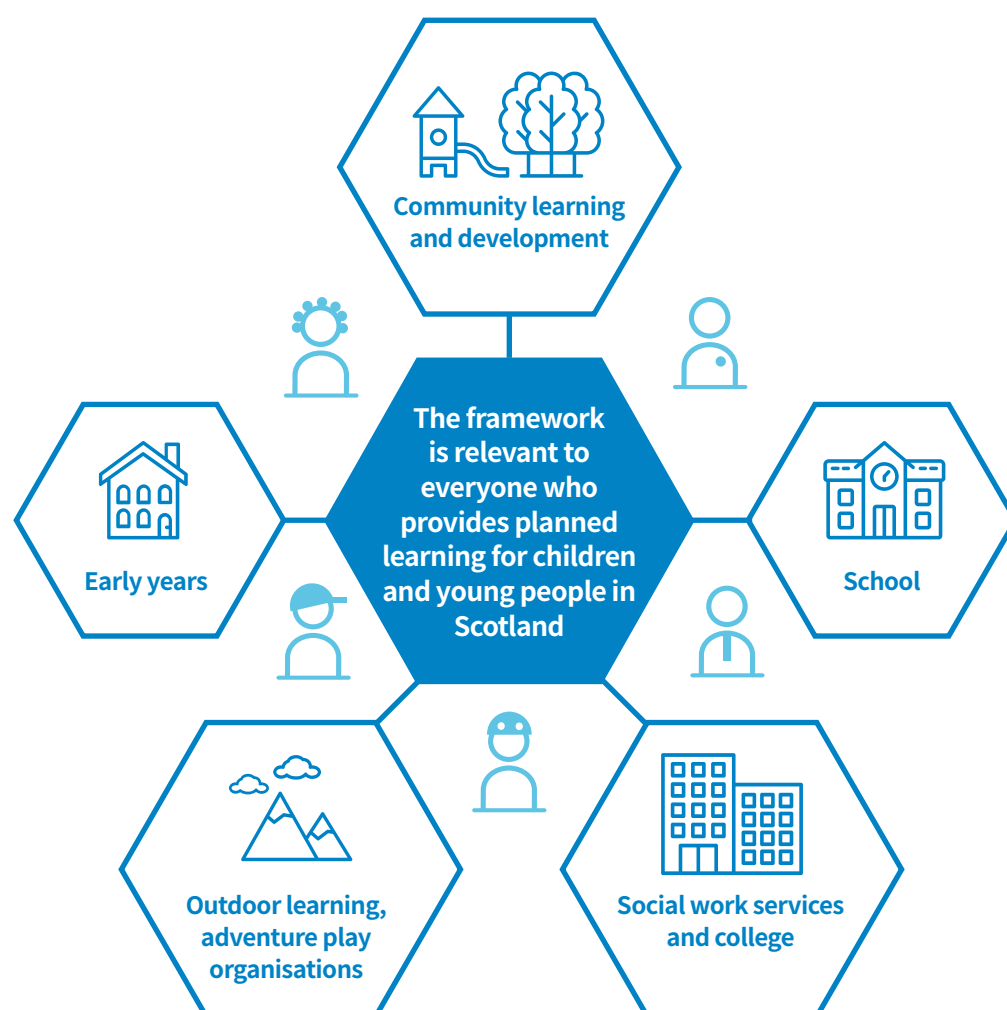 Community learning
and development
The framework
is relevant to
everyone who
provides planned
learning for children
and young people in
Scotland
Early years
School
Outdoor learning,
adventure play
organisations
Social work services
and college